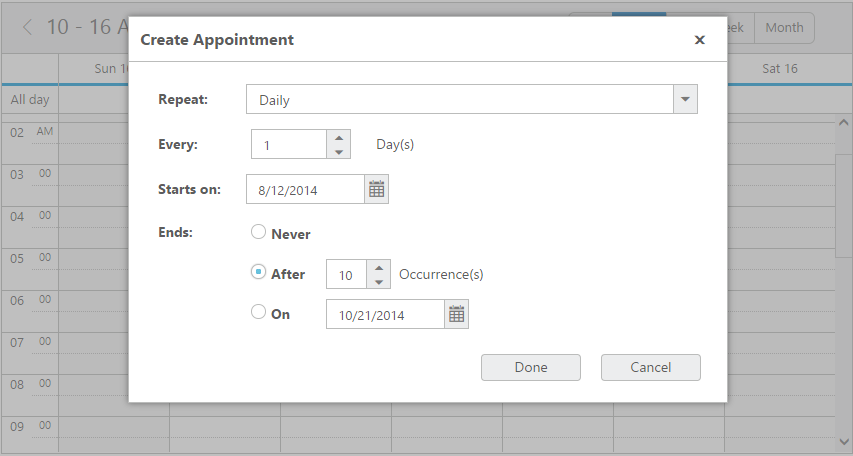 10 - 16 A
eek Month
Create Appointment
Sun 1 Sat 16
All day
Repeat: Daily
02 AM
Every: 1 Day(s)
03 00
Starts on: 8/12/2014
04 00
Ends: Never
05 00
After 10 Occurrence(s)
06 00
On 10/21/2014
07 00
Done Cancel
08 00
09 00